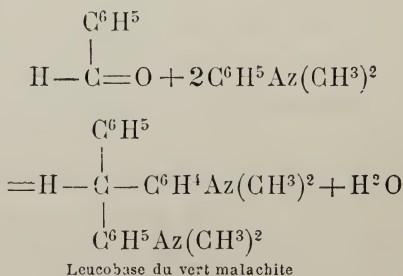 C⁶H⁵
H—C=O + 2C⁶H⁵Az(CH³)²
C⁶H⁵
=H—C—C⁶H⁴Az(CH³)² + H²O
C⁶H⁵Az(CH³)²
Leucobase du vert malachite